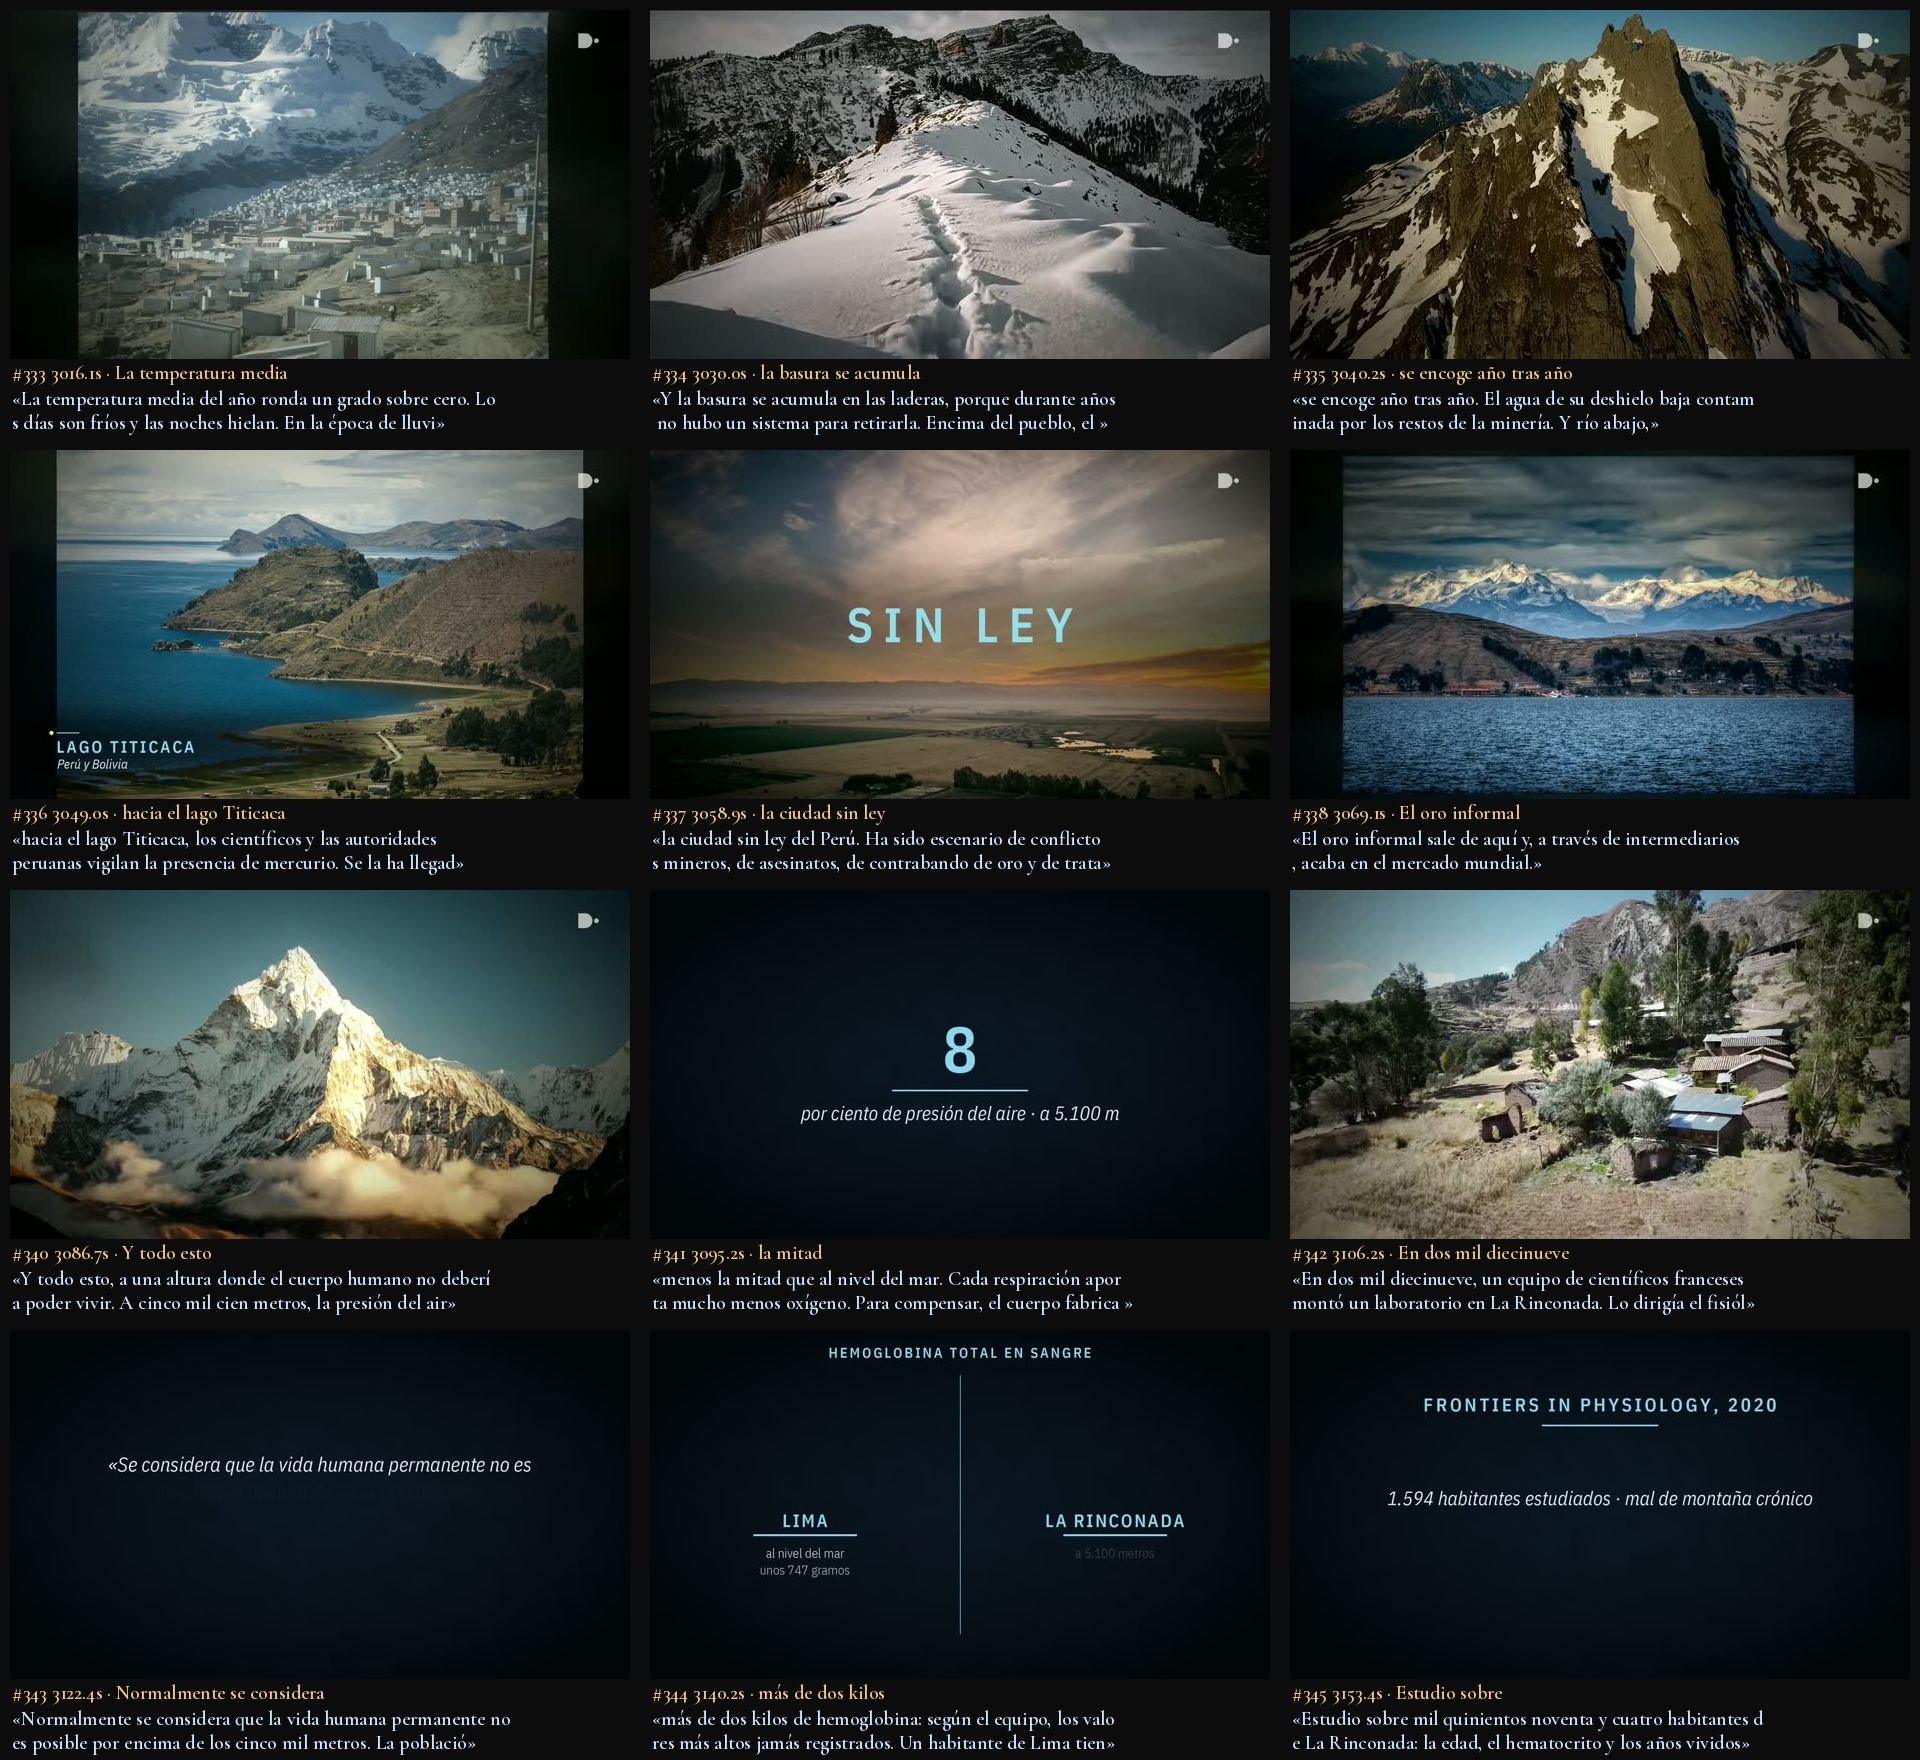 #333 3016.1s · La temperatura media
«La temperatura media del año ronda un grado sobre cero. Lo
s días son fríos y las noches hielan. En la época de lluvi»
#334 3030.0s · la basura se acumula
«Y la basura se acumula en las laderas, porque durante años
no hubo un sistema para retirarla. Encima del pueblo, el »
#335 3040.2s · se encoge año tras año
«se encoge año tras año. El agua de su deshielo baja contam
inada por los restos de la minería. Y río abajo,»
LAGO TITICACA
Perú y Bolivia
#336 3049.0s · hacia el lago Titicaca
«hacia el lago Titicaca, los científicos y las autoridades
peruanas vigilan la presencia de mercurio. Se la ha llegad»
SIN LEY
#337 3058.9s · la ciudad sin ley
«la ciudad sin ley del Perú. Ha sido escenario de conflicto
s mineros, de asesinatos, de contrabando de oro y de trata»
#338 3069.1s · El oro informal
«El oro informal sale de aquí y, a través de intermediarios
, acaba en el mercado mundial.»
#340 3086.7s · Y todo esto
«Y todo esto, a una altura donde el cuerpo humano no deberí
a poder vivir. A cinco mil cien metros, la presión del air»
8
por ciento de presión del aire · a 5.100 m
#341 3095.2s · la mitad
«menos la mitad que al nivel del mar. Cada respiración apor
ta mucho menos oxígeno. Para compensar, el cuerpo fabrica »
#342 3106.2s · En dos mil diecinueve
«En dos mil diecinueve, un equipo de científicos franceses
montó un laboratorio en La Rinconada. Lo dirigía el fisiól»
«Se considera que la vida humana permanente no es
#343 3122.4s · Normalmente se considera
«Normalmente se considera que la vida humana permanente no
es posible por encima de los cinco mil metros. La població»
HEMOGLOBINA TOTAL EN SANGRE
LIMA
al nivel del mar
unos 747 gramos
LA RINCONADA
a 5.100 metros
#344 3140.2s · más de dos kilos
«más de dos kilos de hemoglobina: según el equipo, los valo
res más altos jamás registrados. Un habitante de Lima tien»
FRONTIERS IN PHYSIOLOGY, 2020
1.594 habitantes estudiados · mal de montaña crónico
#345 3153.4s · Estudio sobre
«Estudio sobre mil quinientos noventa y cuatro habitantes d
e La Rinconada: la edad, el hematocrito y los años vividos»